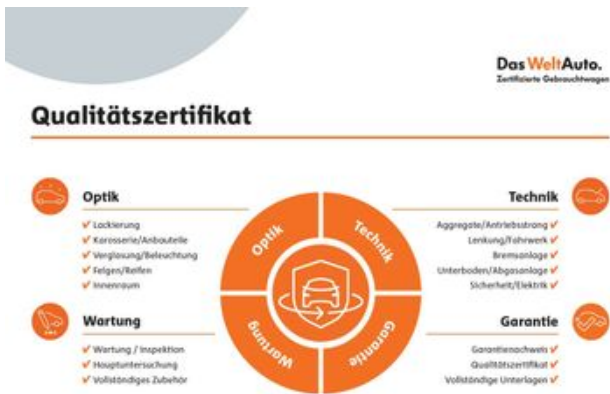 Das WeltAuto.
Zertifizierte Gebrauchtwagen
Qualitätszertifikat
Optik
✔ Lackierung
✔ Karosserie/Anbauteile
✔ Verglasung/Beleuchtung
✔ Felgen/Reifen
✔ Innenraum
Technik
Aggregate/Antriebsstrang ✔
Lenkung/Fahrwerk ✔
Bremsanlage ✔
Unterboden/Abgasanlage ✔
Sicherheit/Elektrik ✔
Optik
Technik
Wartung
Garantie
Wartung
✔ Wartung / Inspektion
✔ Hauptuntersuchung
✔ Vollständiges Zubehör
Garantie
Garantienachweis ✔
Qualitätszertifikat ✔
Vollständige Unterlagen ✔